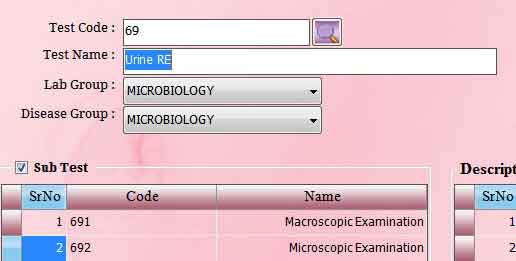 Test Code : 69
Test Name : Urine RE
Lab Group : MICROBIOLOGY
Disease Group : MICROBIOLOGY
Sub Test
SrNo Code Name
1 691 Macroscopic Examination
2 692 Microscopic Examination
Descript
SrNo
1
2